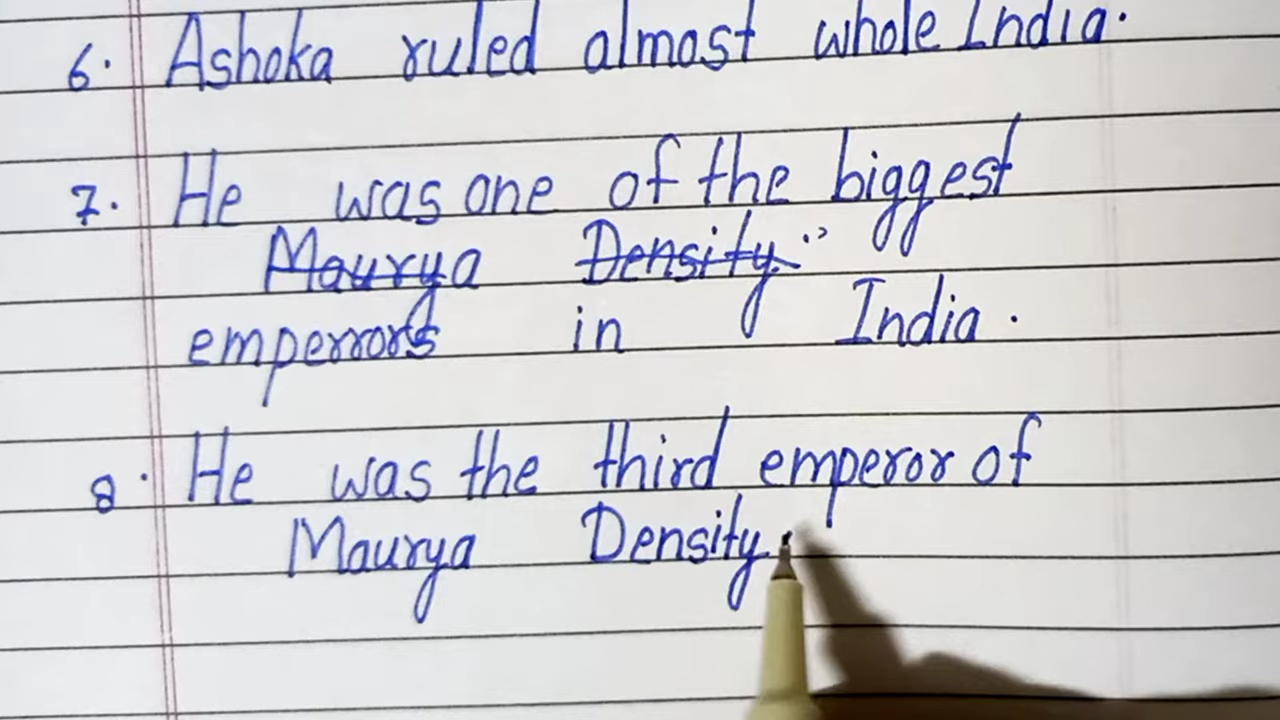 6. Ashoka ruled almost whole India.
7. He was one of the biggest
Maurya Density.
emperrors in India.
8. He was the third emperor of
Maurya Density.